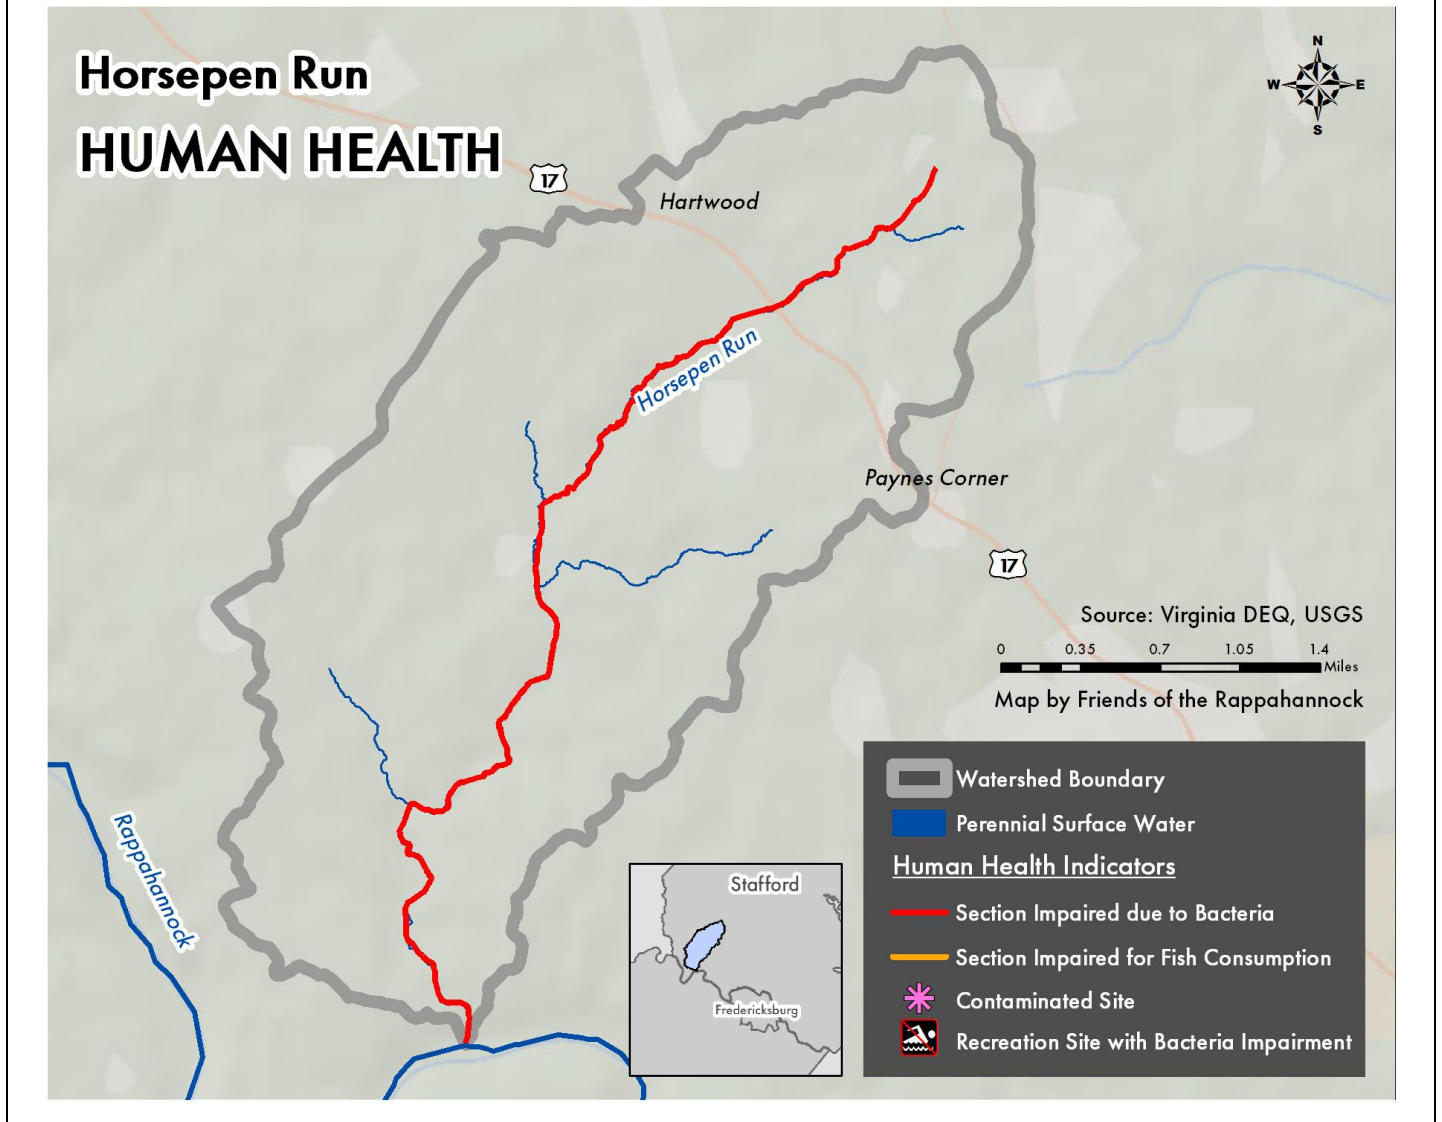 Horsepen Run
HUMAN HEALTH
N
W E
S
17
Hartwood
Horsepen Run
Paynes Corner
17
Source: Virginia DEQ, USGS
0 0.35 0.7 1.05 1.4
Miles
Map by Friends of the Rappahannock
Rappahannock
Watershed Boundary
Perennial Surface Water
Human Health Indicators
Section Impaired due to Bacteria
Section Impaired for Fish Consumption
Contaminated Site
Recreation Site with Bacteria Impairment
Stafford
Fredericksburg